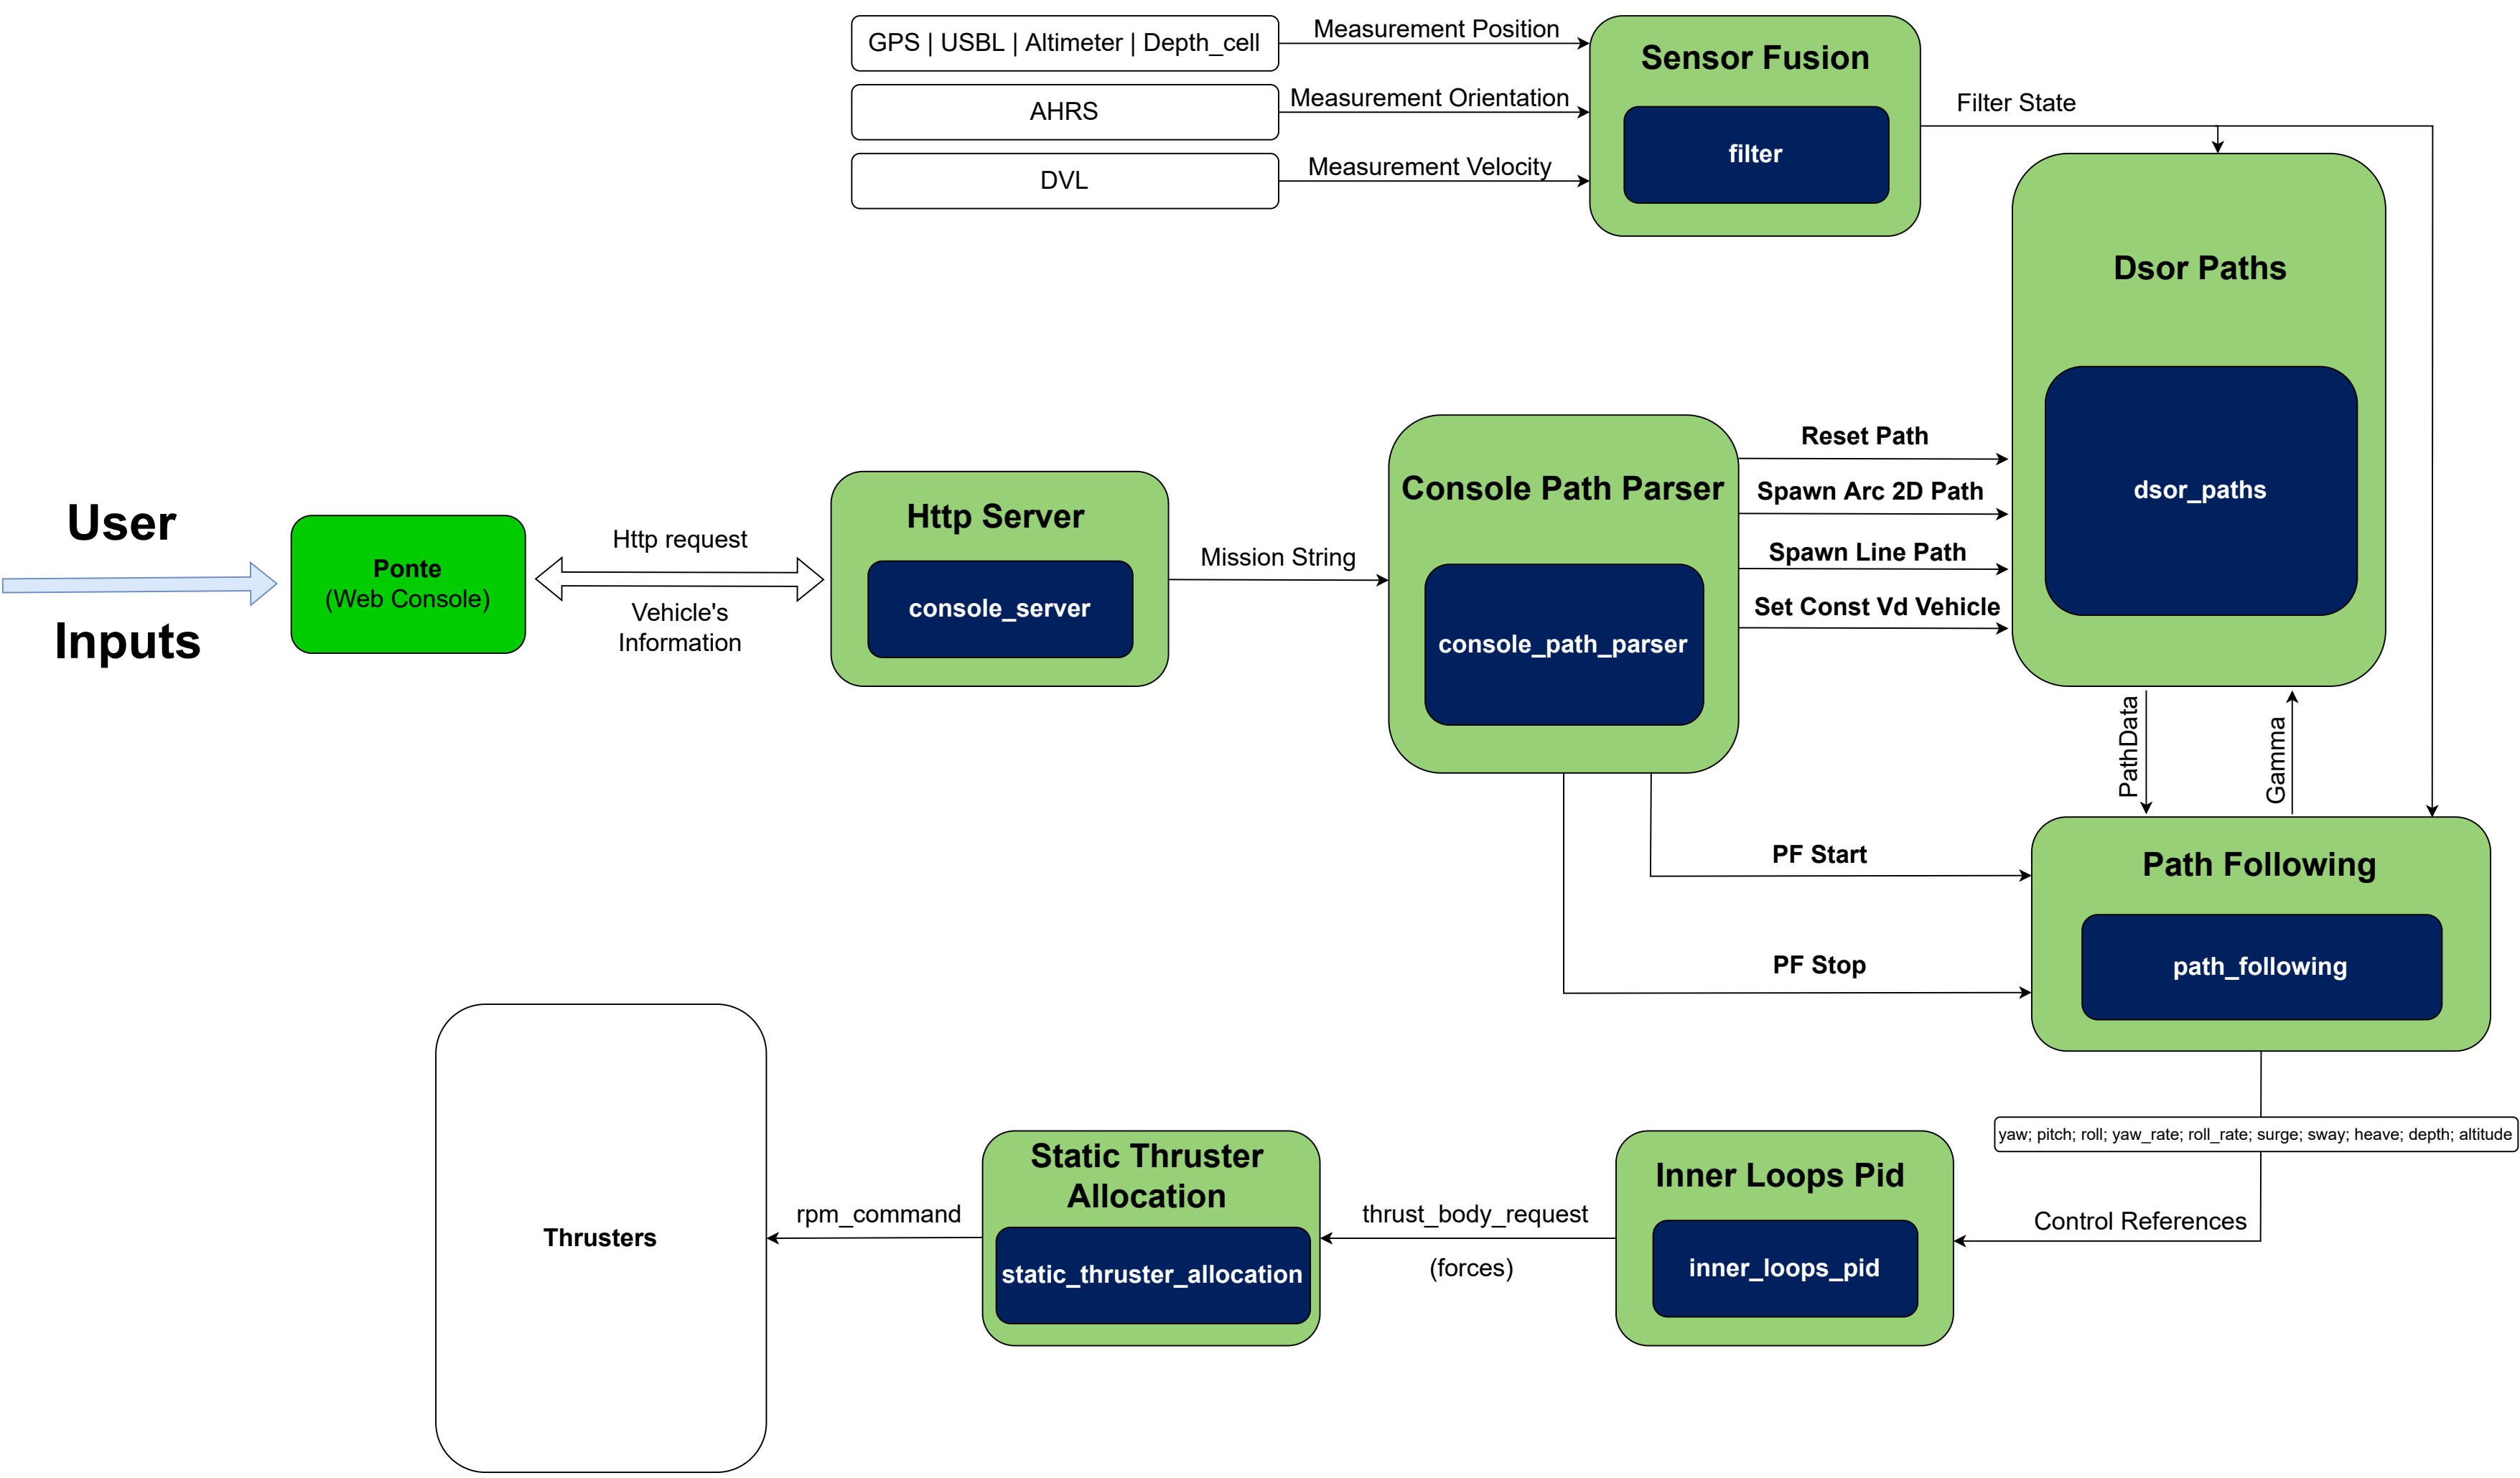 GPS | USBL | Altimeter | Depth_cell
Measurement Position
AHRS
Measurement Orientation
DVL
Measurement Velocity
Sensor Fusion
filter
Filter State
Dsor Paths
dsor_paths
User
Inputs
Ponte
(Web Console)
Http request
Vehicle's
Information
Http Server
console_server
Mission String
Console Path Parser
console_path_parser
Reset Path
Spawn Arc 2D Path
Spawn Line Path
Set Const Vd Vehicle
PathData
Gamma
PF Start
PF Stop
Path Following
path_following
yaw; pitch; roll; yaw_rate; roll_rate; surge; sway; heave; depth; altitude
Control References
Inner Loops Pid
inner_loops_pid
thrust_body_request
(forces)
Static Thruster
Allocation
static_thruster_allocation
rpm_command
Thrusters